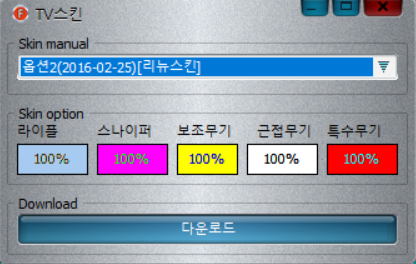 F TV스킨
Skin manual
옵션2(2016-02-25)[리뉴스킨]
Skin option
라이플 스나이퍼 보조무기 근접무기 특수무기
100% 100% 100% 100% 100%
Download
다운로드